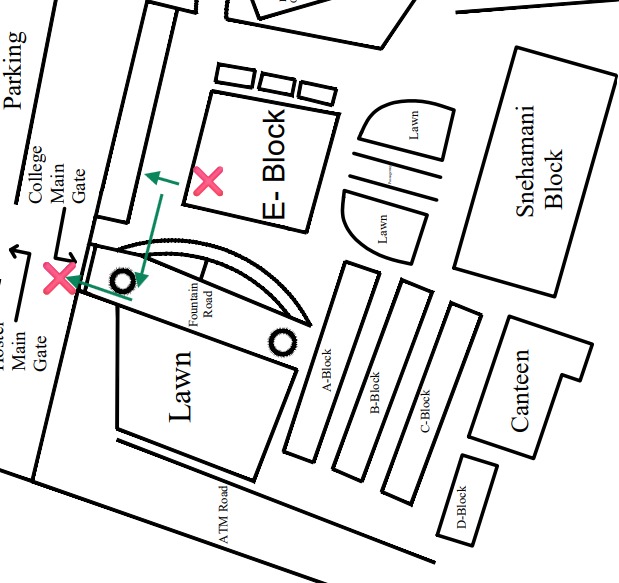 Parking
College
Main
Gate
E- Block
Lawn
Lawn
Snehamani
Block
Main
Gate
Fountain
Road
Lawn
A-Block
B-Block
C-Block
Canteen
D-Block
ATM Road